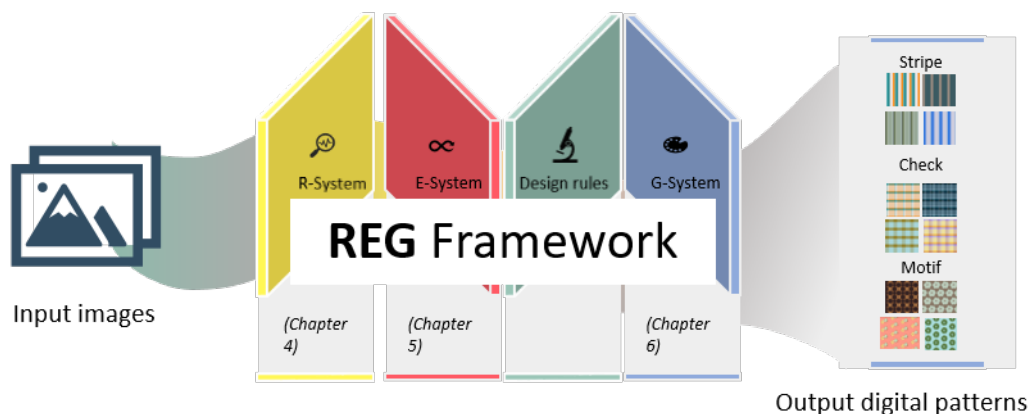 Input images
R-System
E-System
Design rules
G-System
REG Framework
(Chapter
4)
(Chapter
5)
(Chapter
6)
Stripe
Check
Motif
Output digital patterns